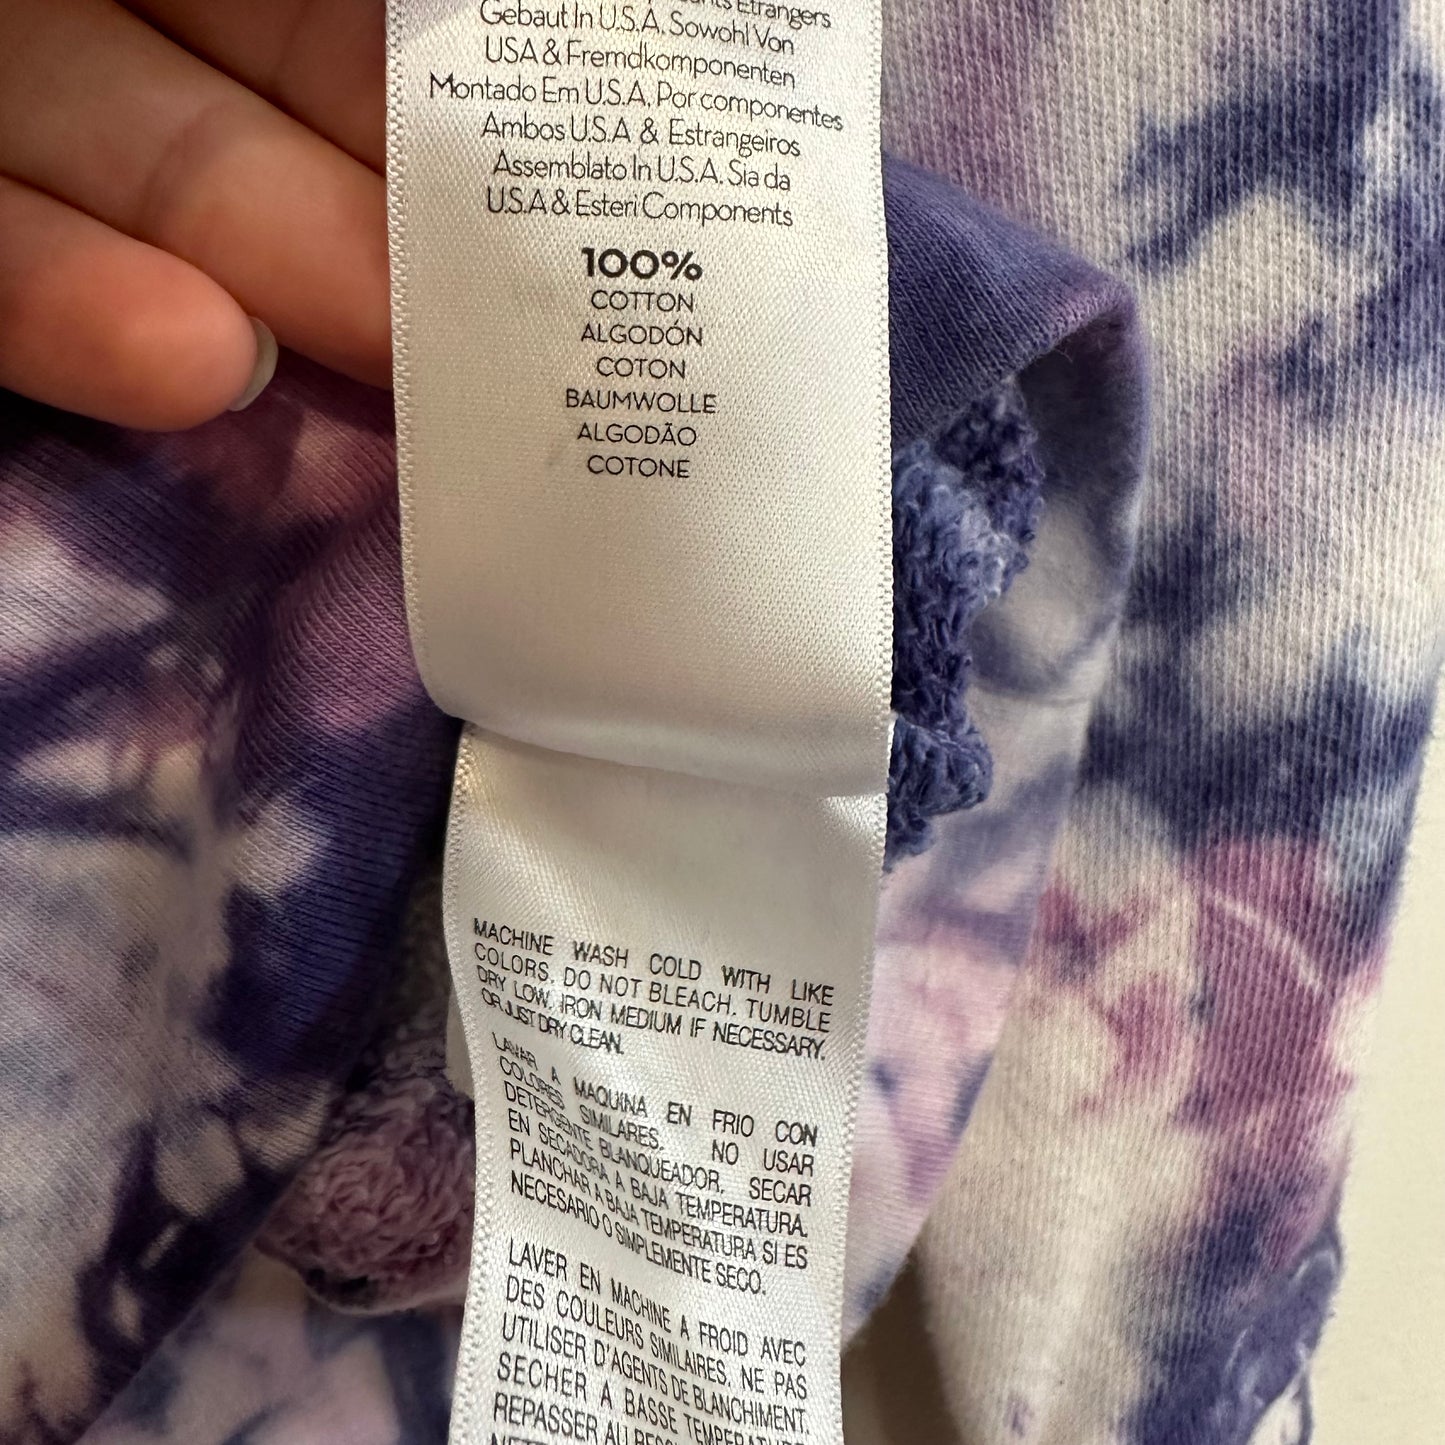 Etrangers
Gebaut In U.S.A. Sowohl Von
USA & Fremdkomponenten
Montado Em U.S.A. Por componentes
Ambos U.S.A & Estrangeiros
Assemblato In U.S.A. Sia da
U.S.A & Esteri Components
100%
COTTON
ALGODÓN
COTON
BAUMWOLLE
ALGODÃO
COTONE
MACHINE WASH COLD WITH LIKE
COLORS. DO NOT BLEACH. TUMBLE
DRY LOW. IRON MEDIUM IF NECESSARY.
OR JUST DRY CLEAN.
LAVAR A MAQUINA EN FRIO CON
COLORES SIMILARES. NO USAR
DETERGENTE BLANQUEADOR. SECAR
EN SECADORA A BAJA TEMPERATURA.
PLANCHAR A BAJA TEMPERATURA SI ES
NECESARIO O SIMPLEMENTE SECO.
LAVER EN MACHINE A FROID AVEC
DES COULEURS SIMILAIRES. NE PAS
UTILISER D'AGENTS DE BLANCHIMENT.
SECHER A BASSE TEMPERATURE
REPASSER AU